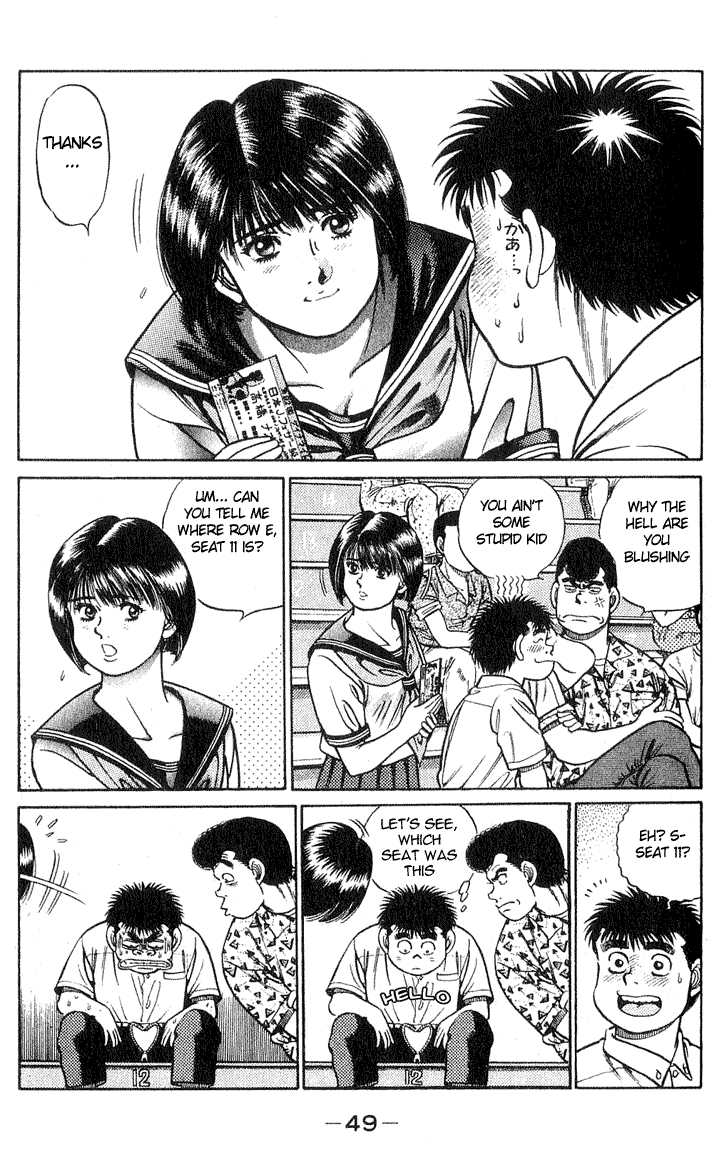 THANKS
...
かあ…っ
WHY THE
HELL ARE
YOU
BLUSHING
YOU AIN'T
SOME
STUPID KID
UM... CAN
YOU TELL ME
WHERE ROW E,
SEAT 11 IS?
EH? S-
SEAT 11?
LET'S SEE,
WHICH
SEAT WAS
THIS
HELLO
12
12
— 49 —